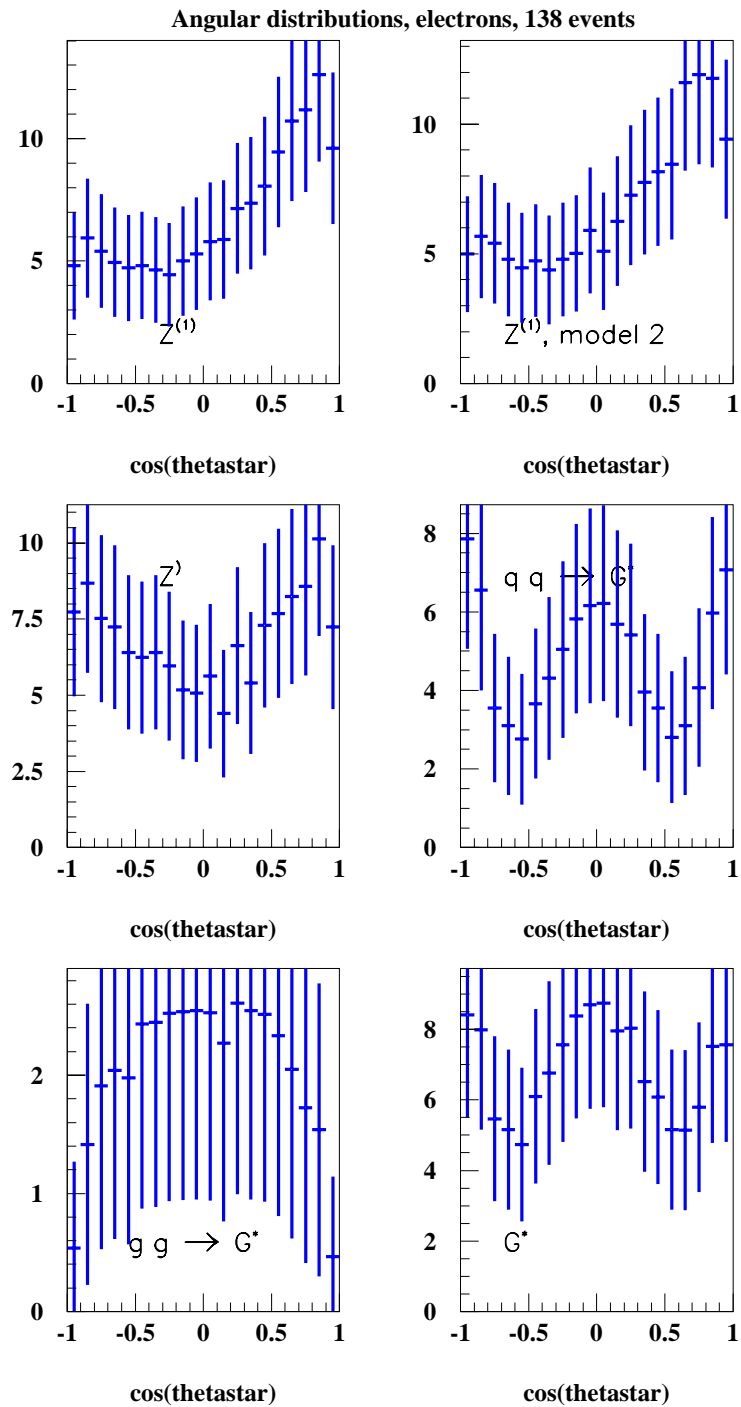 Angular distributions, electrons, 138 events
10
5
0
Z(1)
-1 -0.5 0 0.5 1
cos(thetastar)
10
5
0
Z(1), model 2
-1 -0.5 0 0.5 1
cos(thetastar)
10
7.5
5
2.5
0
Z)
-1 -0.5 0 0.5 1
cos(thetastar)
8
6
4
2
0
q q → G*
-1 -0.5 0 0.5 1
cos(thetastar)
2
1
0
g g → G*
-1 -0.5 0 0.5 1
cos(thetastar)
8
6
4
2
0
G*
-1 -0.5 0 0.5 1
cos(thetastar)